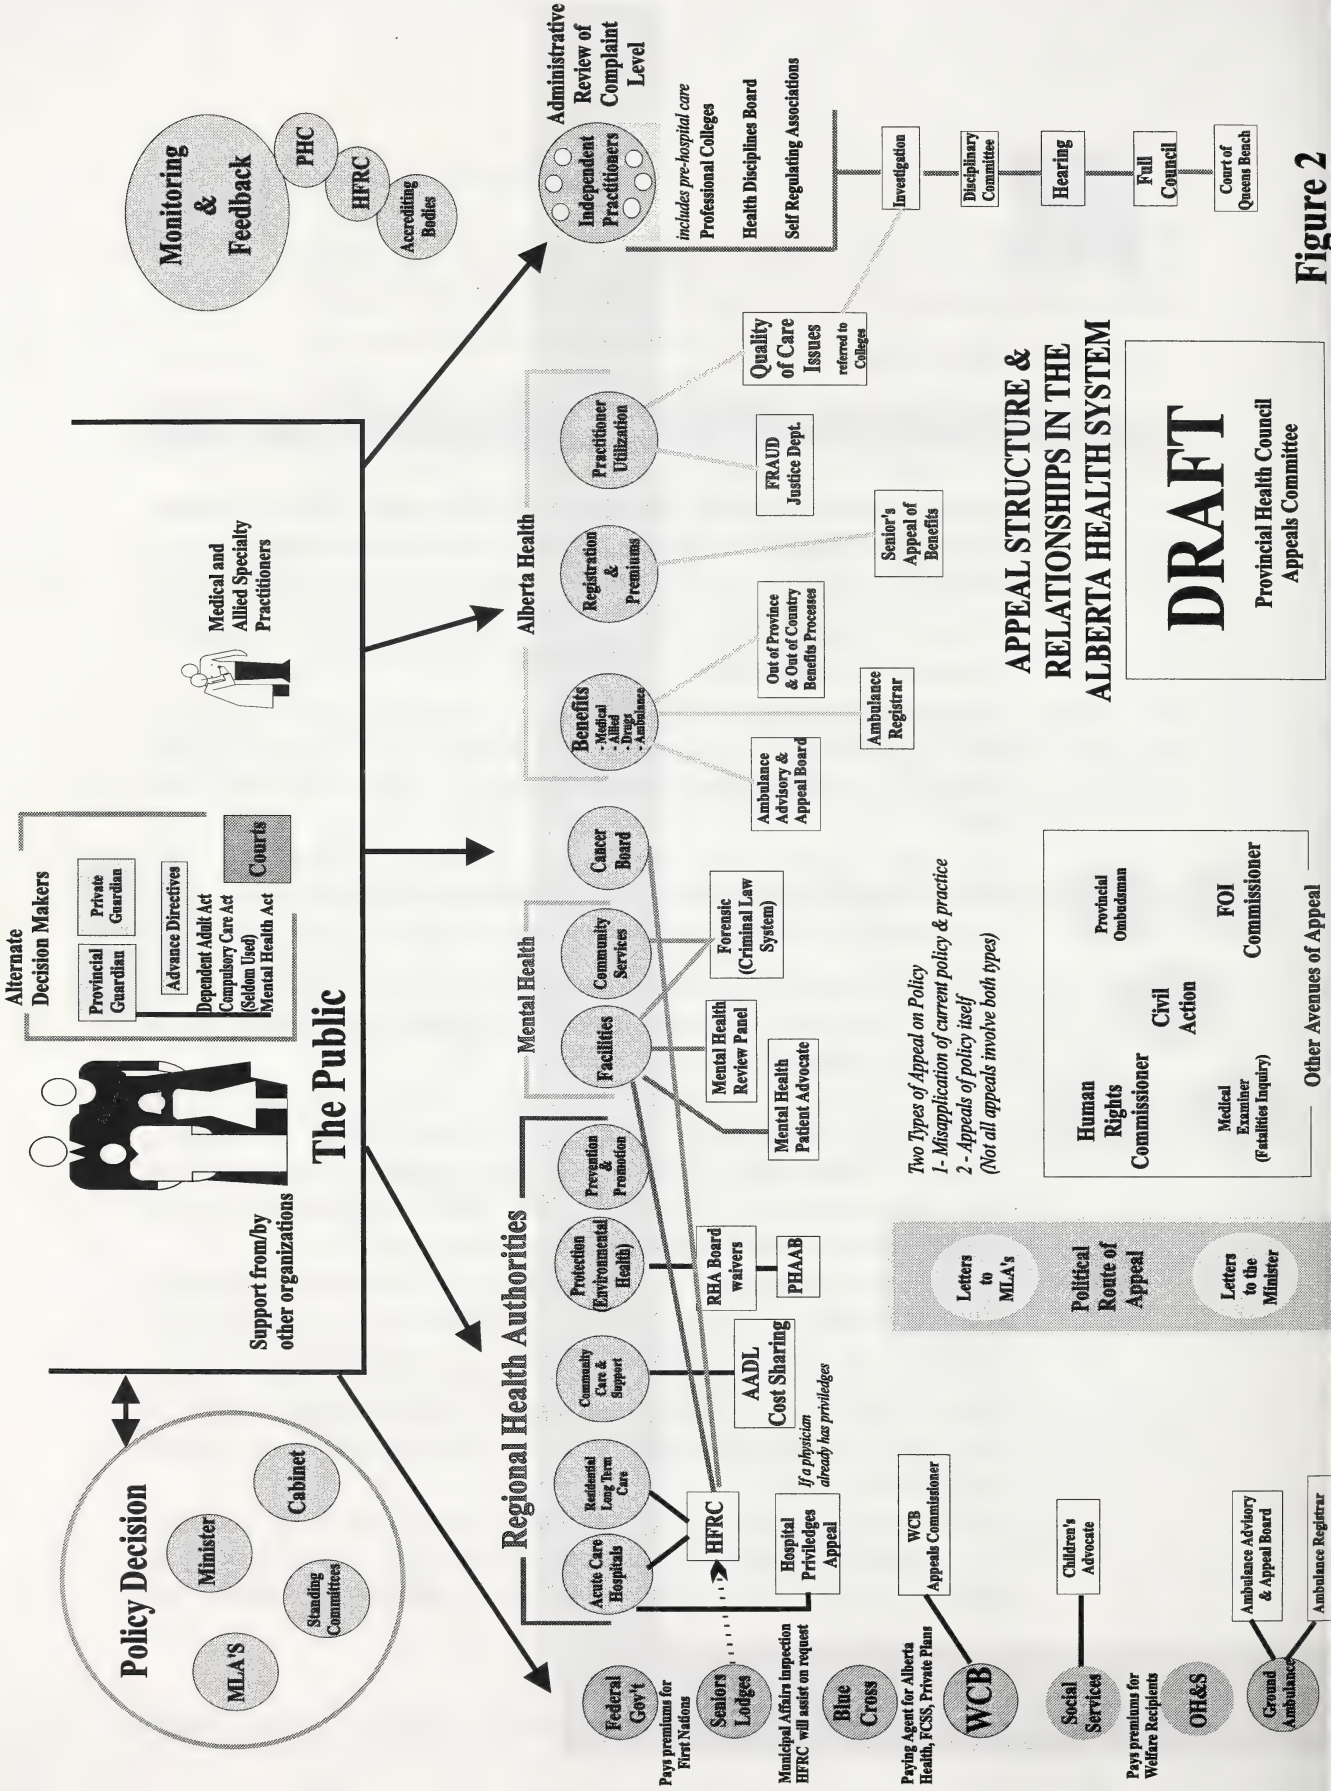 Policy Decision
MLA'S
Minister
Standing
Committees
Cabinet
Support from/by
other organizations
The Public
Alternate
Decision Makers
Provincial
Guardian
Private
Guardian
Advance Directives
Dependent Adult Act
Compulsory Care Act
(Seldom Used)
Mental Health Act
Courts
Medical and
Allied Specialty
Practitioners
Monitoring
&
Feedback
PHC
HFRC
Accrediting
Bodies
Regional Health Authorities
Acute Care
Hospitals
Residential
Long Term
Care
Community
Care &
Support
Protection
(Environmental
Health)
Prevention
&
Promotion
Mental Health
Facilities
Community
Services
Cancer
Board
Alberta Health
Benefits
- Medical
- Allied
- Drugs
- Ambulance
Registration
&
Premiums
Practitioner
Utilization
Administrative
Review of
Complaint
Level
Independent
Practitioners
includes pre-hospital care
Professional Colleges
Health Disciplines Board
Self Regulating Associations
Investigation
Disciplinary
Committee
Hearing
Full
Council
Court of
Queens Beach
Federal
Gov't
Pays premiums for
First Nations
Seniors
Lodges
Municipal Affairs inspection
HFRC will assist on request
Blue
Cross
Paying Agent for Alberta
Health, FCSS, Private Plans
WCB
Social
Services
Pays premiums for
Welfare Recipients
OH&S
Ground
Ambulance
HFRC
Hospital
Priviledges
Appeal
If a physician
already has priviledges
AADL
Cost Sharing
RHA Board
waivers
PHAAB
Mental Health
Review Panel
Mental Health
Patient Advocate
Forensic
(Criminal Law
System)
Ambulance
Advisory &
Appeal Board
Out of Province
& Out of Country
Benefits Processes
Ambulance
Registrar
Senior's
Appeal of
Benefits
FRAUD
Justice Dept.
Quality
of Care
Issues
referred to
Colleges
WCB
Appeals Commissioner
Children's
Advocate
Ambulance Advisory
& Appeal Board
Ambulance Registrar
Letters
to
MLA's
Political
Route of
Appeal
Letters
to the
Minister
Two Types of Appeal on Policy
1- Misapplication of current policy & practice
2 - Appeals of policy itself
(Not all appeals involve both types)
Human
Rights
Commissioner
Civil
Action
Provincial
Ombudsman
Medical
Examiner
(Fatalities Inquiry)
FOI
Commissioner
Other Avenues of Appeal
APPEAL STRUCTURE &
RELATIONSHIPS IN THE
ALBERTA HEALTH SYSTEM
DRAFT
Provincial Health Council
Appeals Committee
Figure 2